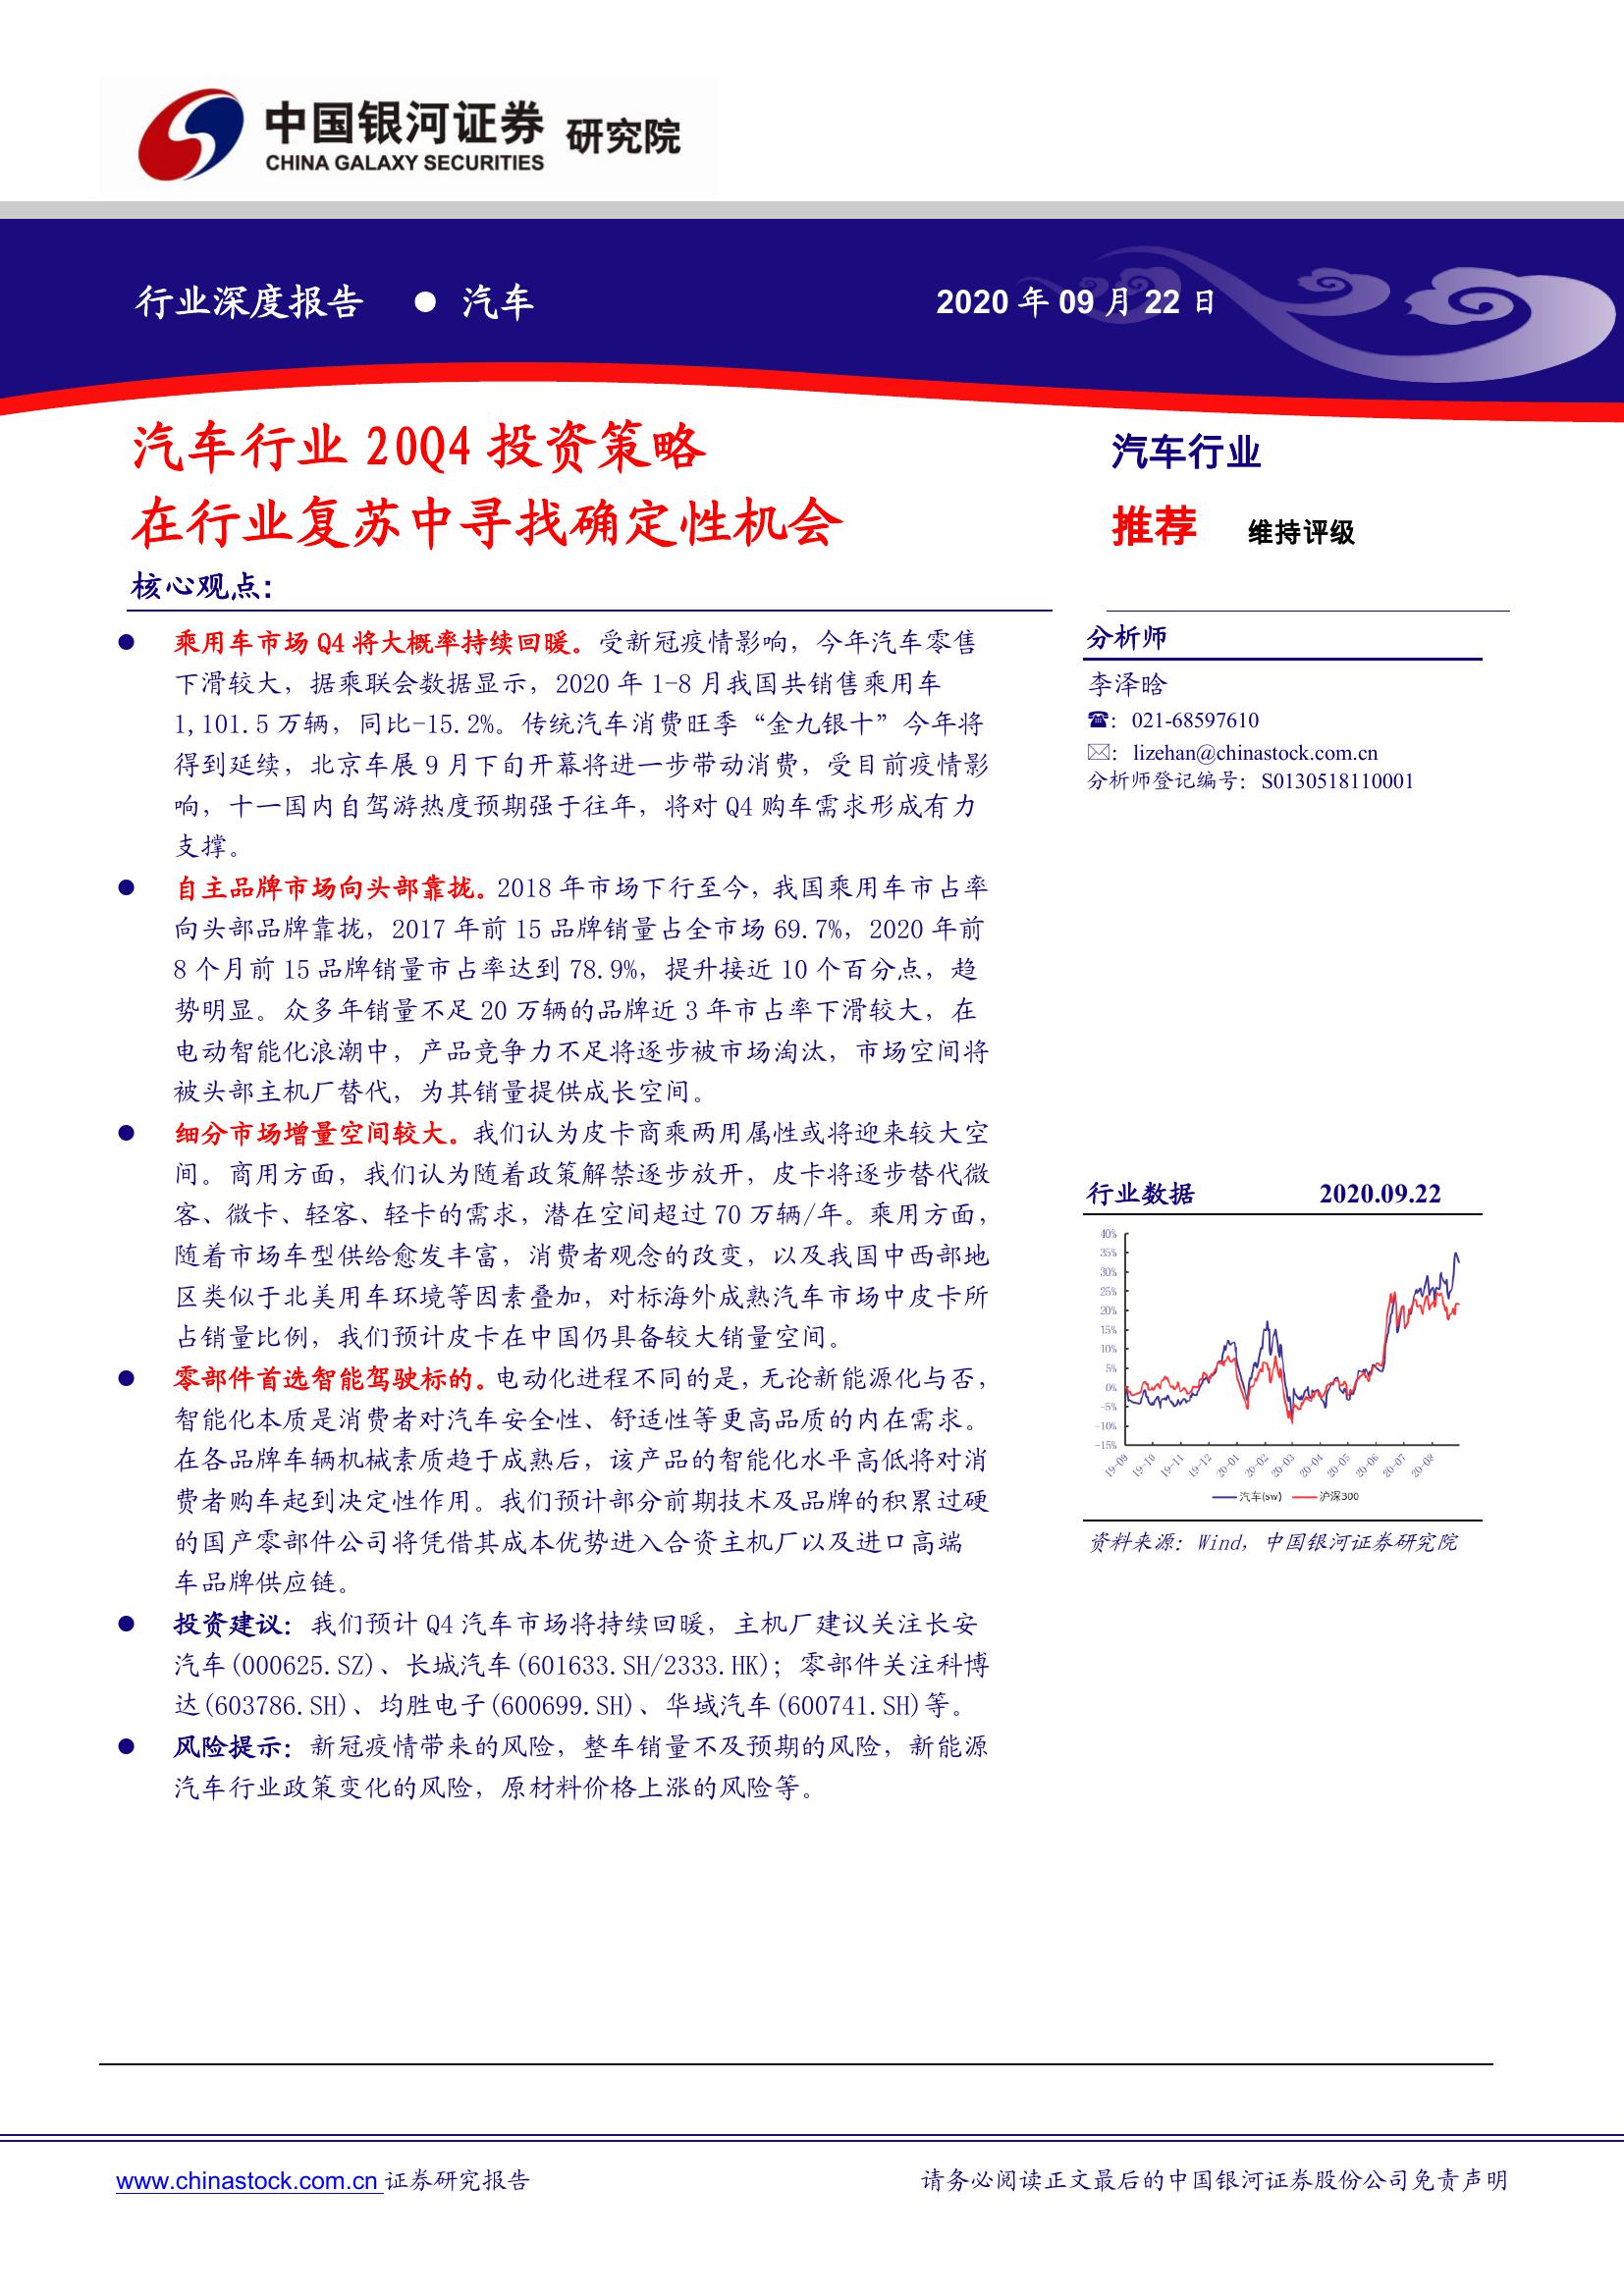 中国银河证券 研究院
CHINA GALAXY SECURITIES
行业深度报告 ● 汽车
2020 年 09 月 22 日
汽车行业 20Q4 投资策略
在行业复苏中寻找确定性机会
核心观点:
● 乘用车市场 Q4 将大概率持续回暖。受新冠疫情影响，今年汽车零售
下滑较大，据乘联会数据显示，2020 年 1-8 月我国共销售乘用车
1,101.5 万辆，同比-15.2%。传统汽车消费旺季“金九银十”今年将
得到延续，北京车展 9 月下旬开幕将进一步带动消费，受目前疫情影
响，十一国内自驾游热度预期强于往年，将对 Q4 购车需求形成有力
支撑。
● 自主品牌市场向头部靠拢。2018 年市场下行至今，我国乘用车市占率
向头部品牌靠拢，2017 年前 15 品牌销量占全市场 69.7%，2020 年前
8 个月前 15 品牌销量市占率达到 78.9%，提升接近 10 个百分点，趋
势明显。众多年销量不足 20 万辆的品牌近 3 年市占率下滑较大，在
电动智能化浪潮中，产品竞争力不足将逐步被市场淘汰，市场空间将
被头部主机厂替代，为其销量提供成长空间。
● 细分市场增量空间较大。我们认为皮卡商乘两用属性或将迎来较大空
间。商用方面，我们认为随着政策解禁逐步放开，皮卡将逐步替代微
客、微卡、轻客、轻卡的需求，潜在空间超过 70 万辆/年。乘用方面，
随着市场车型供给愈发丰富，消费者观念的改变，以及我国中西部地
区类似于北美用车环境等因素叠加，对标海外成熟汽车市场中皮卡所
占销量比例，我们预计皮卡在中国仍具备较大销量空间。
● 零部件首选智能驾驶标的。电动化进程不同的是，无论新能源化与否，
智能化本质是消费者对汽车安全性、舒适性等更高品质的内在需求。
在各品牌车辆机械素质趋于成熟后，该产品的智能化水平高低将对消
费者购车起到决定性作用。我们预计部分前期技术及品牌的积累过硬
的国产零部件公司将凭借其成本优势进入合资主机厂以及进口高端
车品牌供应链。
● 投资建议：我们预计 Q4 汽车市场将持续回暖，主机厂建议关注长安
汽车(000625.SZ)、长城汽车(601633.SH/2333.HK)；零部件关注科博
达(603786.SH)、均胜电子(600699.SH)、华域汽车(600741.SH)等。
● 风险提示：新冠疫情带来的风险，整车销量不及预期的风险，新能源
汽车行业政策变化的风险，原材料价格上涨的风险等。
汽车行业
推荐 维持评级
分析师
李泽晗
☎：021-68597610
✉：lizehan@chinastock.com.cn
分析师登记编号：S0130518110001
行业数据 2020.09.22
40%
35%
30%
25%
20%
15%
10%
5%
0%
-5%
-10%
-15%
19-09 19-10 19-11 19-12 20-01 20-02 20-03 20-04 20-05 20-06 20-07 20-08
汽车(sw) 沪深300
资料来源：Wind，中国银河证券研究院
www.chinastock.com.cn 证券研究报告
请务必阅读正文最后的中国银河证券股份公司免责声明